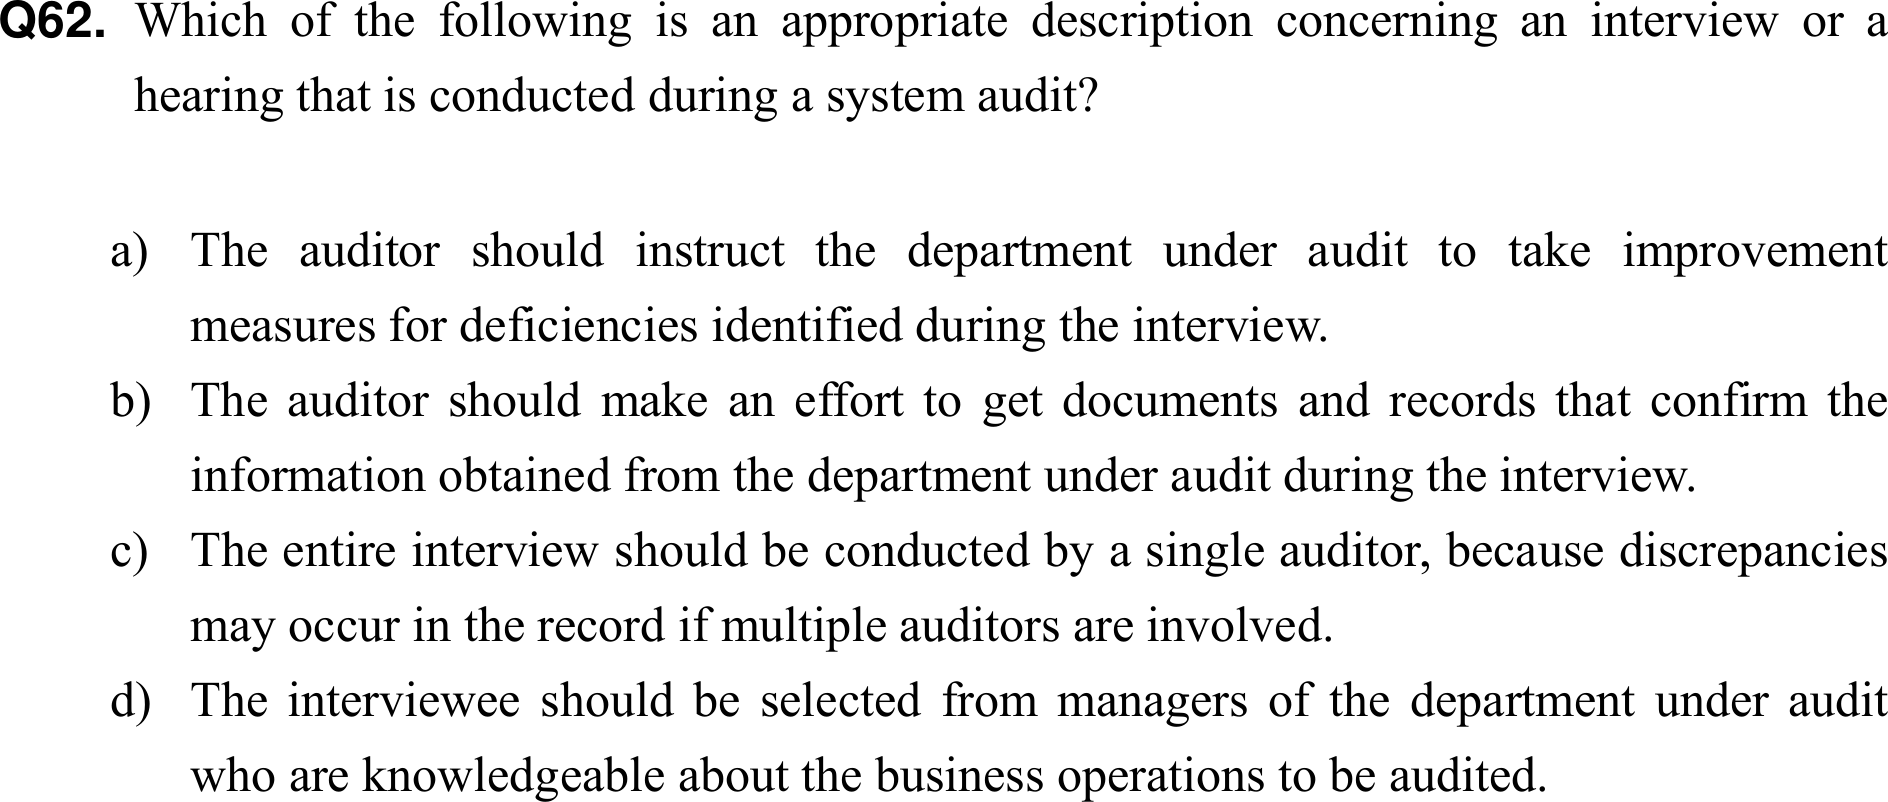 Q62. Which of the following is an appropriate description concerning an interview or a
hearing that is conducted during a system audit?
a) The auditor should instruct the department under audit to take improvement
measures for deficiencies identified during the interview.
b) The auditor should make an effort to get documents and records that confirm the
information obtained from the department under audit during the interview.
c) The entire interview should be conducted by a single auditor, because discrepancies
may occur in the record if multiple auditors are involved.
d) The interviewee should be selected from managers of the department under audit
who are knowledgeable about the business operations to be audited.